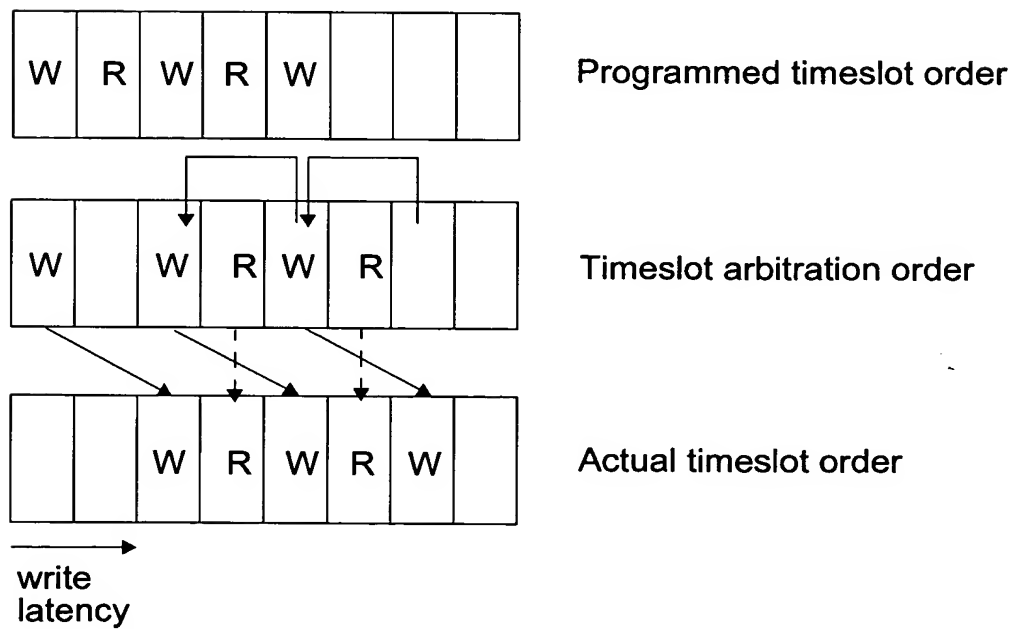 W R W R W
Programmed timeslot order
W W R W R
Timeslot arbitration order
W R W R W
Actual timeslot order
write
latency